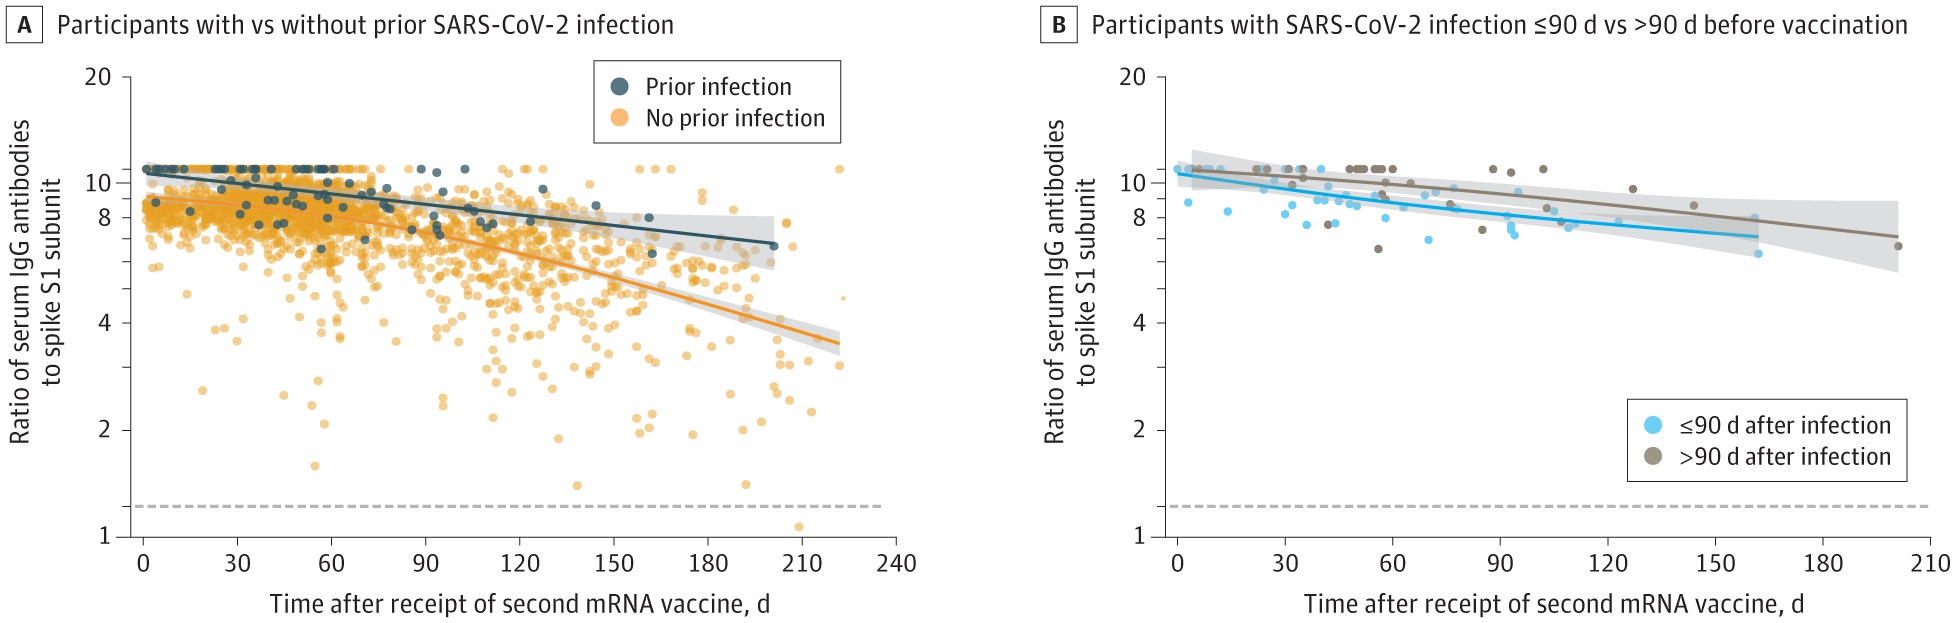 A Participants with vs without prior SARS-CoV-2 infection
Ratio of serum IgG antibodies
to spike S1 subunit
20
10
8
4
2
1
Prior infection
No prior infection
0 30 60 90 120 150 180 210 240
Time after receipt of second mRNA vaccine, d
B Participants with SARS-CoV-2 infection ≤90 d vs >90 d before vaccination
Ratio of serum IgG antibodies
to spike S1 subunit
20
10
8
4
2
1
≤90 d after infection
>90 d after infection
0 30 60 90 120 150 180 210
Time after receipt of second mRNA vaccine, d